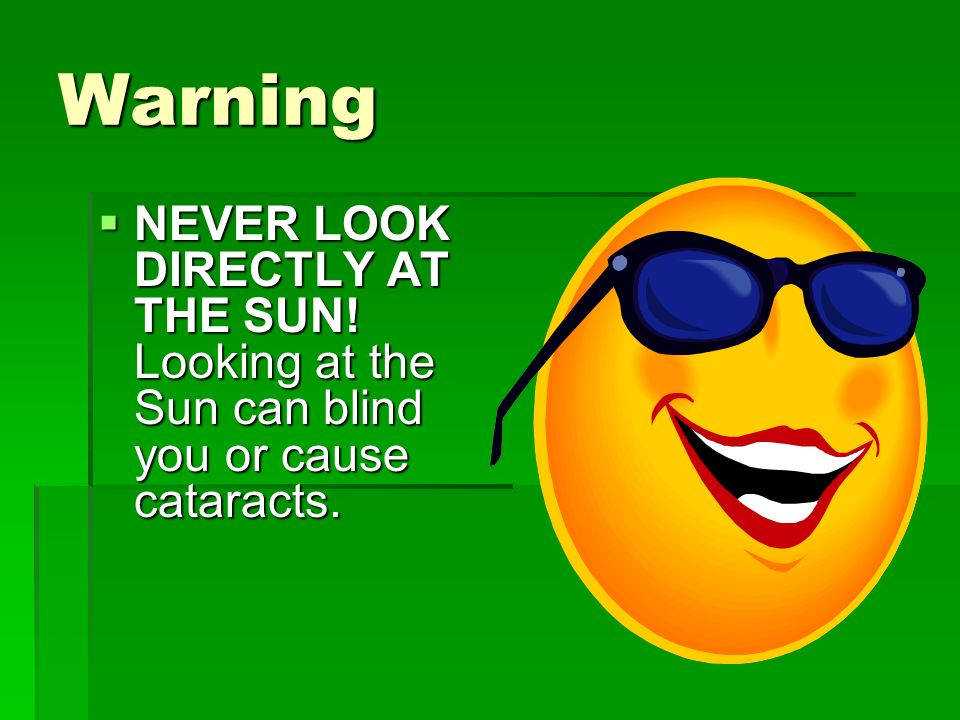 Warning
NEVER LOOK
DIRECTLY AT
THE SUN!
Looking at the
Sun can blind
you or cause
cataracts.